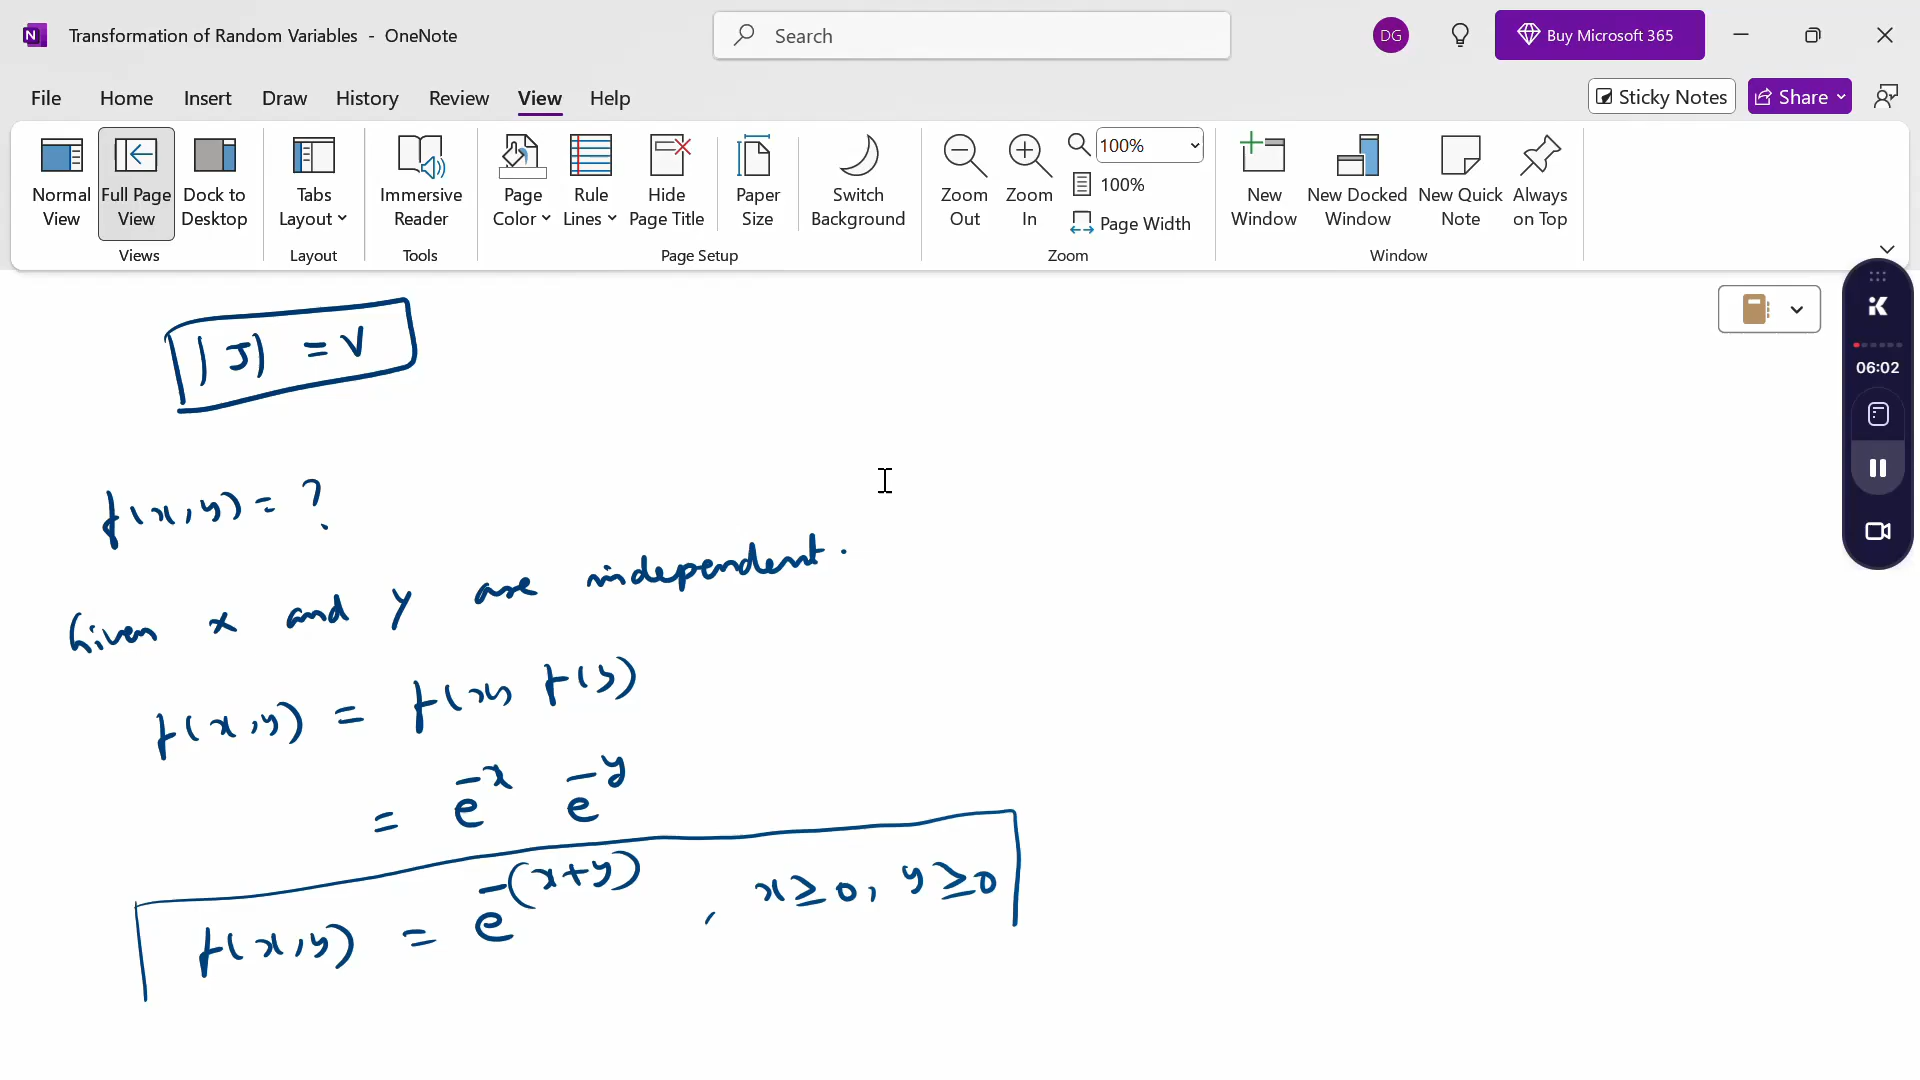 Transformation of Random Variables - OneNote
Search
DG
Buy Microsoft 365
File Home Insert Draw History Review View Help
Sticky Notes
Share
Normal View
Full Page View
Dock to Desktop
Views
Tabs Layout
Layout
Immersive Reader
Tools
Page Color
Rule Lines
Hide Page Title
Paper Size
Switch Background
Page Setup
Zoom Out
Zoom In
100%
100%
Page Width
Zoom
New Window
New Docked Window
New Quick Note
Always on Top
Window
06:02
|J| = V
f(x,y) = ?
Given x and y are independent.
f(x,y) = f(x) f(y)
= e^{-x} e^{-y}
f(x,y) = e^{-(x+y)}, x≥0, y≥0